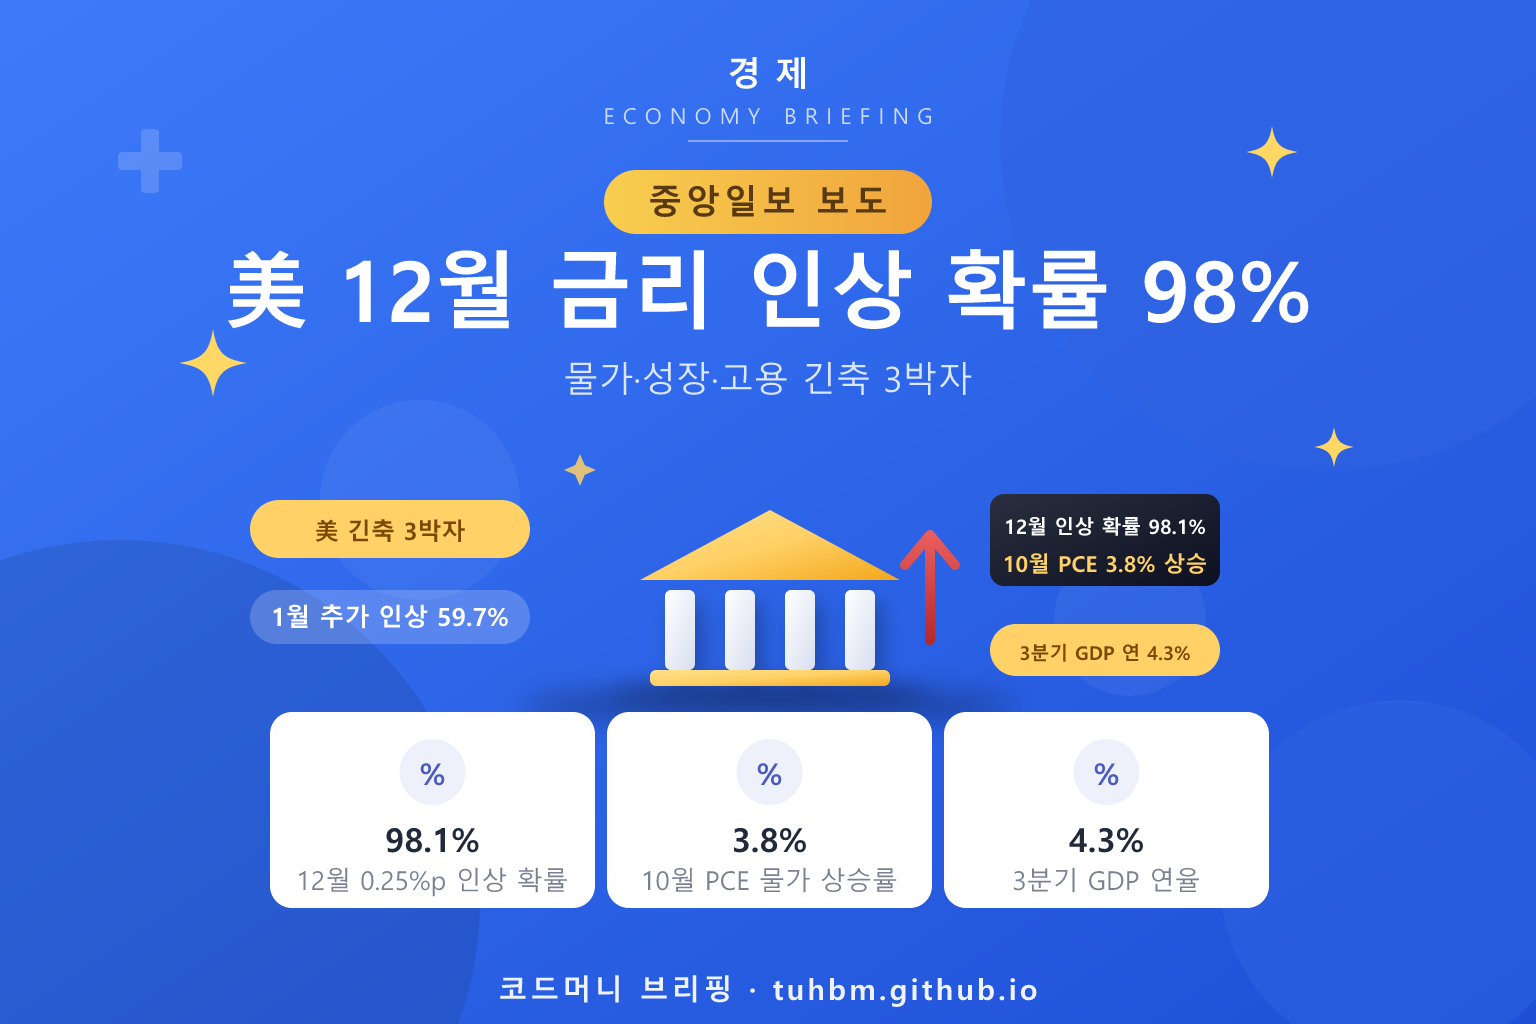 경제
ECONOMY BRIEFING
중앙일보 보도
美 12월 금리 인상 확률 98%
물가·성장·고용 긴축 3박자
美 긴축 3박자
1월 추가 인상 59.7%
12월 인상 확률 98.1%
10월 PCE 3.8% 상승
3분기 GDP 연 4.3%
%
98.1%
12월 0.25%p 인상 확률
%
3.8%
10월 PCE 물가 상승률
%
4.3%
3분기 GDP 연율
코드머니 브리핑 · tuhbm.github.io